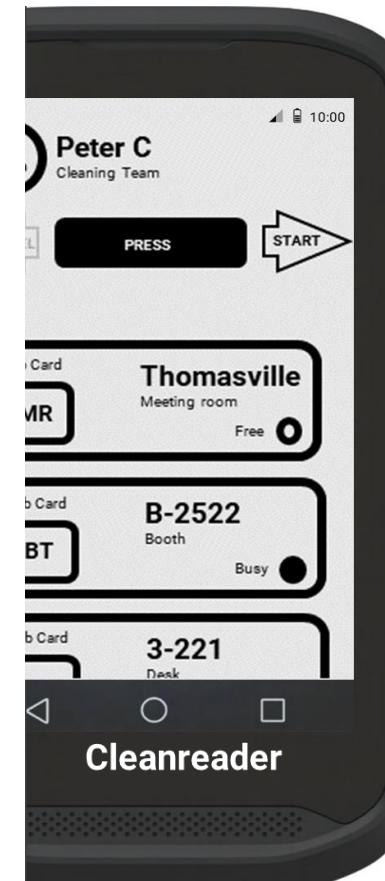 10:00
Peter C
Cleaning Team
PRESS
START
Card
Thomasville
Meeting room
MR
Free
Card
B-2522
Booth
BT
Busy
Card
3-221
Desk
Cleanreader